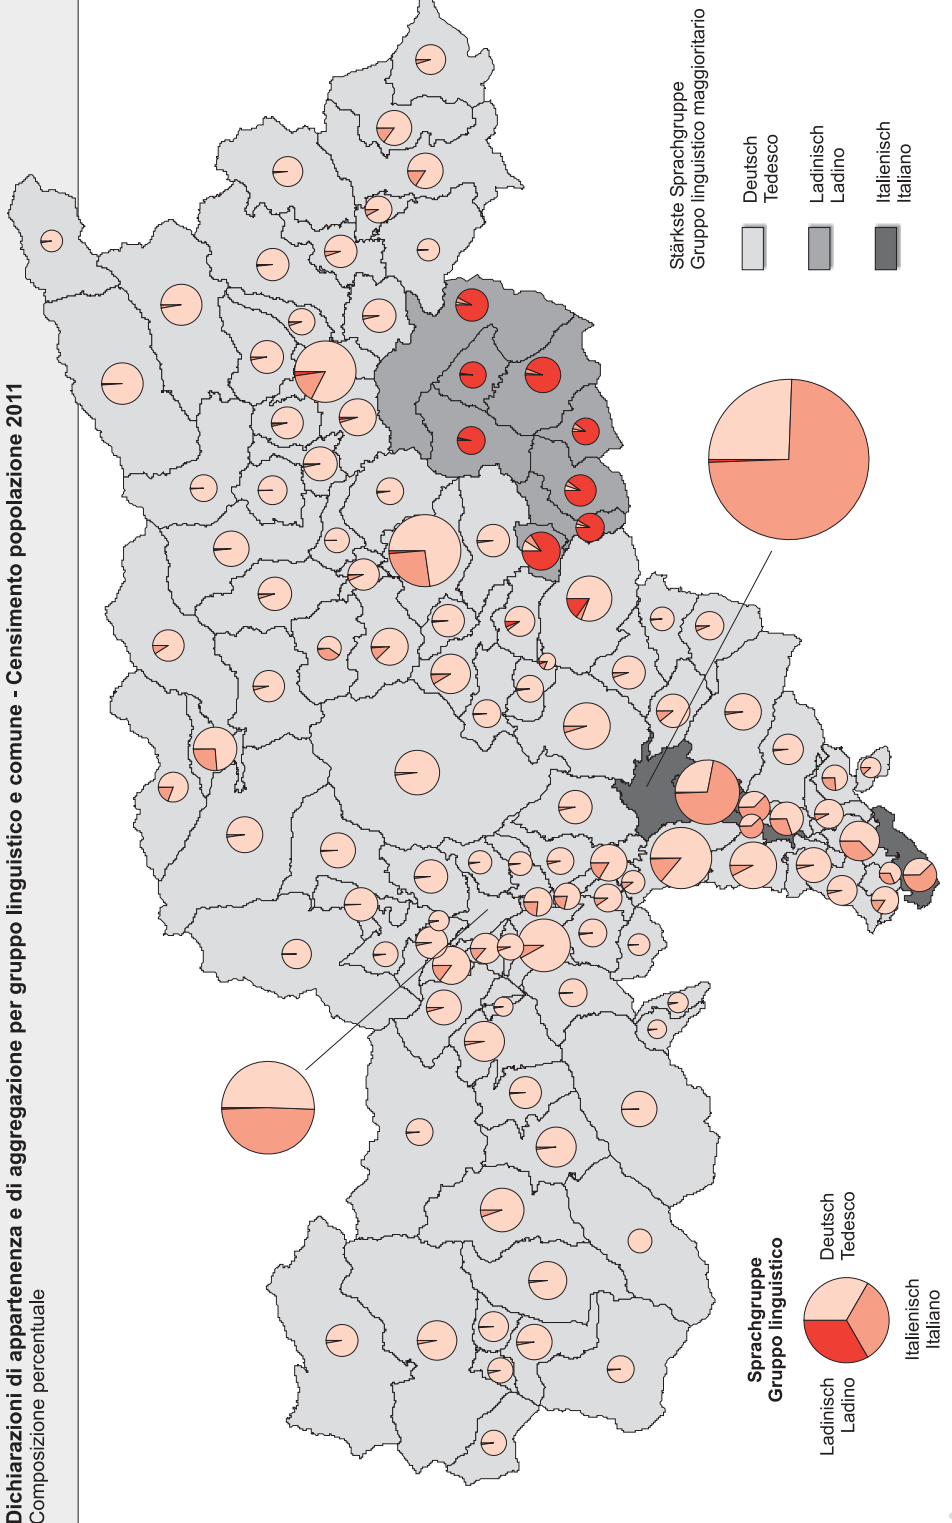 Dichiarazioni di appartenenza e di aggregazione per gruppo linguistico e comune - Censimento popolazione 2011
Composizione percentuale
Stärkste Sprachgruppe
Gruppo linguistico maggioritario
Deutsch
Tedesco
Ladinisch
Ladino
Italienisch
Italiano
Sprachgruppe
Gruppo linguistico
Deutsch
Tedesco
Ladinisch
Ladino
Italienisch
Italiano